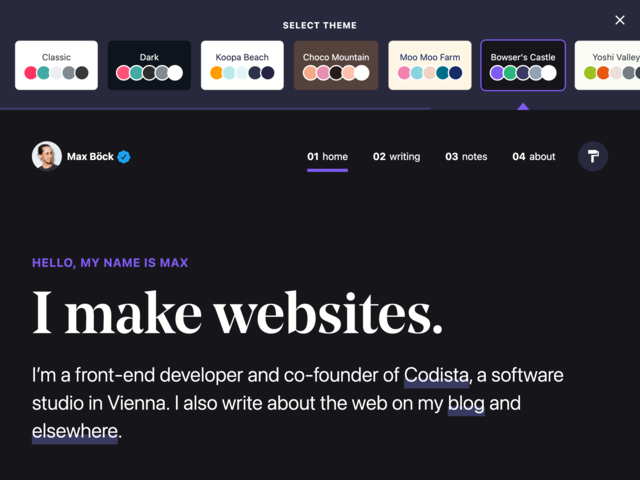 SELECT THEME
Classic
Dark
Koopa Beach
Choco Mountain
Moo Moo Farm
Bowser's Castle
Yoshi Valley
Max Böck
01 home
02 writing
03 notes
04 about
HELLO, MY NAME IS MAX
I make websites.
I’m a front-end developer and co-founder of Codista, a software
studio in Vienna. I also write about the web on my blog and
elsewhere.